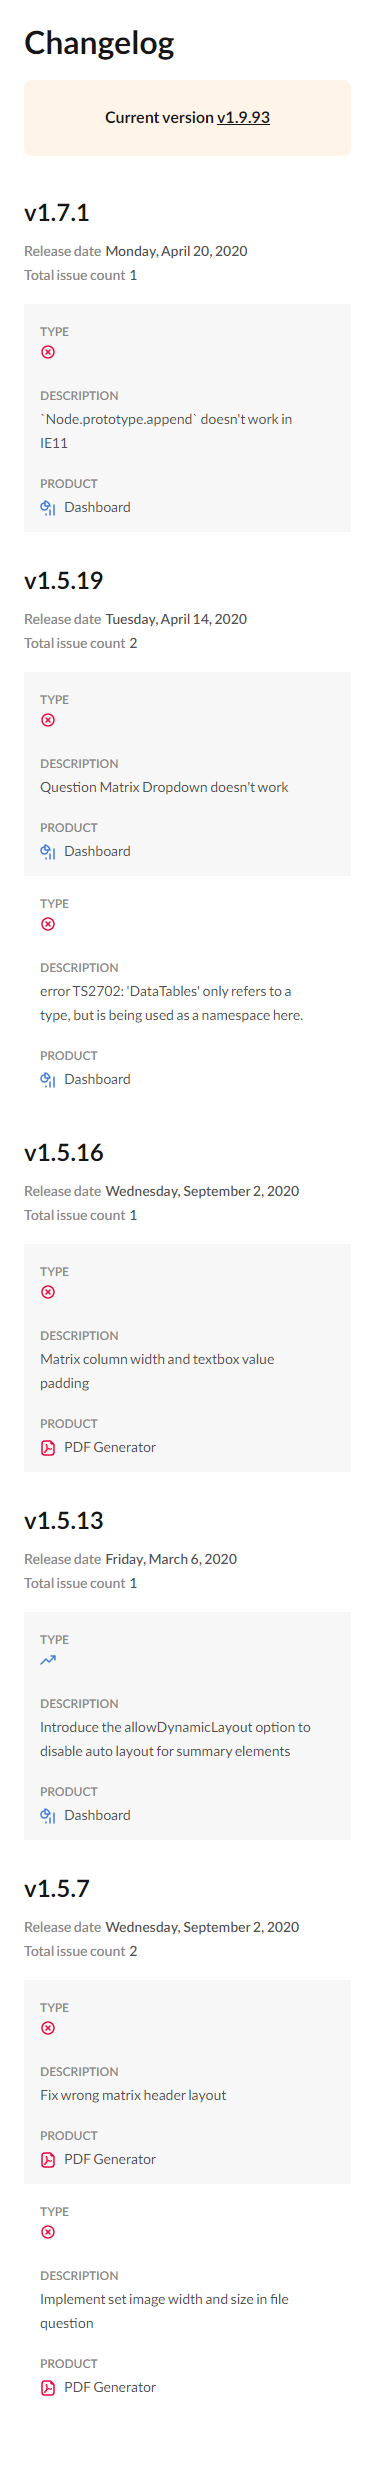 Changelog
Current version v1.9.93
v1.7.1
Release date Monday, April 20, 2020
Total issue count 1
TYPE
DESCRIPTION
`Node.prototype.append` doesn't work in
IE11
PRODUCT
Dashboard
v1.5.19
Release date Tuesday, April 14, 2020
Total issue count 2
TYPE
DESCRIPTION
Question Matrix Dropdown doesn't work
PRODUCT
Dashboard
TYPE
DESCRIPTION
error TS2702: 'DataTables' only refers to a
type, but is being used as a namespace here.
PRODUCT
Dashboard
v1.5.16
Release date Wednesday, September 2, 2020
Total issue count 1
TYPE
DESCRIPTION
Matrix column width and textbox value
padding
PRODUCT
PDF Generator
v1.5.13
Release date Friday, March 6, 2020
Total issue count 1
TYPE
DESCRIPTION
Introduce the allowDynamicLayout option to
disable auto layout for summary elements
PRODUCT
Dashboard
v1.5.7
Release date Wednesday, September 2, 2020
Total issue count 2
TYPE
DESCRIPTION
Fix wrong matrix header layout
PRODUCT
PDF Generator
TYPE
DESCRIPTION
Implement set image width and size in file
question
PRODUCT
PDF Generator